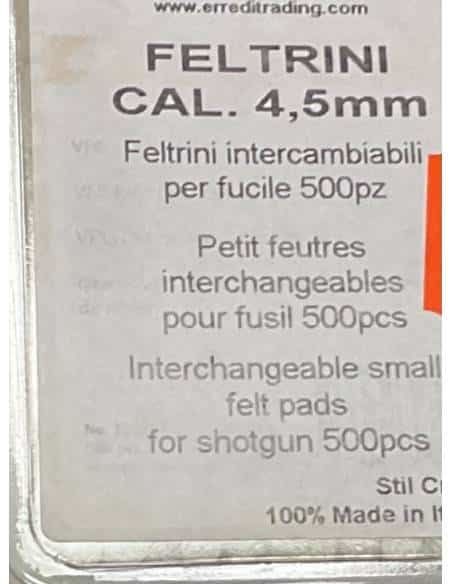 www.erreditrading.com
FELTRINI
CAL. 4,5mm
Feltrini intercambiabili
per fucile 500pz
Petit feutres
interchangeables
pour fusil 500pcs
Interchangeable small
felt pads
for shotgun 500pcs
Stil
100% Made in